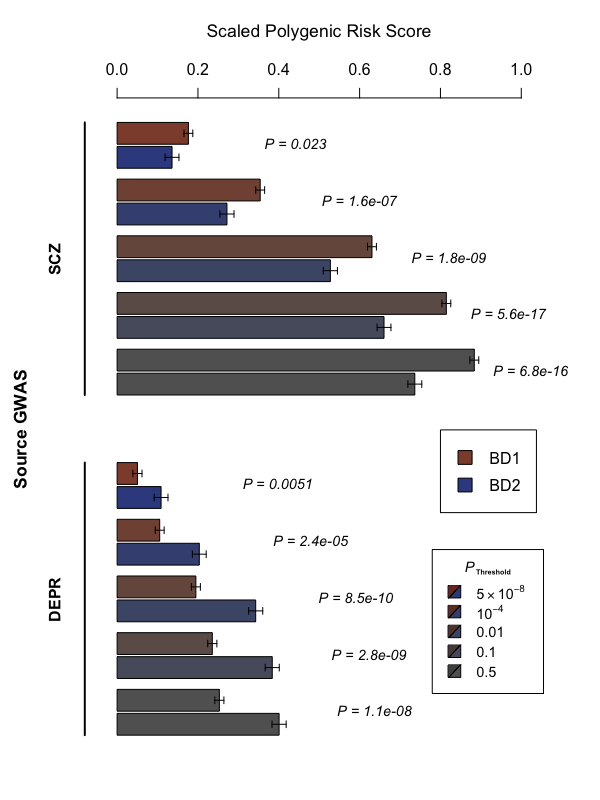 Scaled Polygenic Risk Score
0.0 0.2 0.4 0.6 0.8 1.0
Source GWAS
SCZ
P = 0.023
P = 1.6e-07
P = 1.8e-09
P = 5.6e-17
P = 6.8e-16
BD1
BD2
DEPR
P = 0.0051
P = 2.4e-05
P = 8.5e-10
P = 2.8e-09
P = 1.1e-08
P Threshold
5 × 10⁻⁸
10⁻⁴
0.01
0.1
0.5